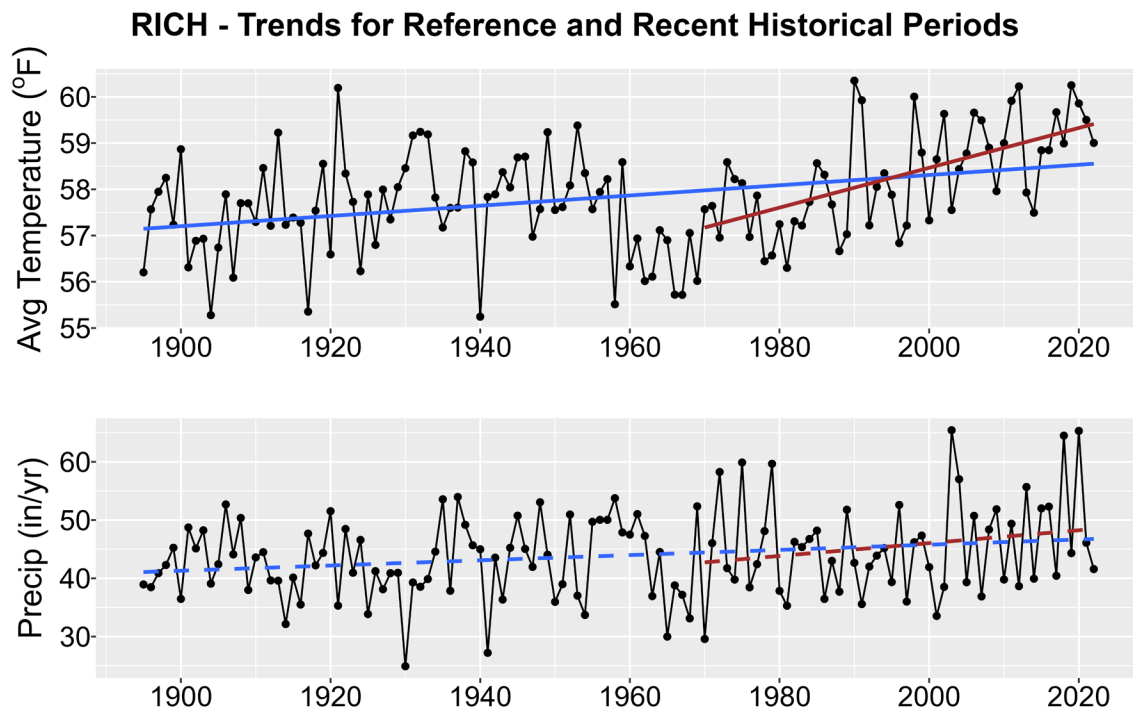 RICH - Trends for Reference and Recent Historical Periods
Avg Temperature (°F)
60
59
58
57
56
55
1900 1920 1940 1960 1980 2000 2020
Precip (in/yr)
60
50
40
30
1900 1920 1940 1960 1980 2000 2020